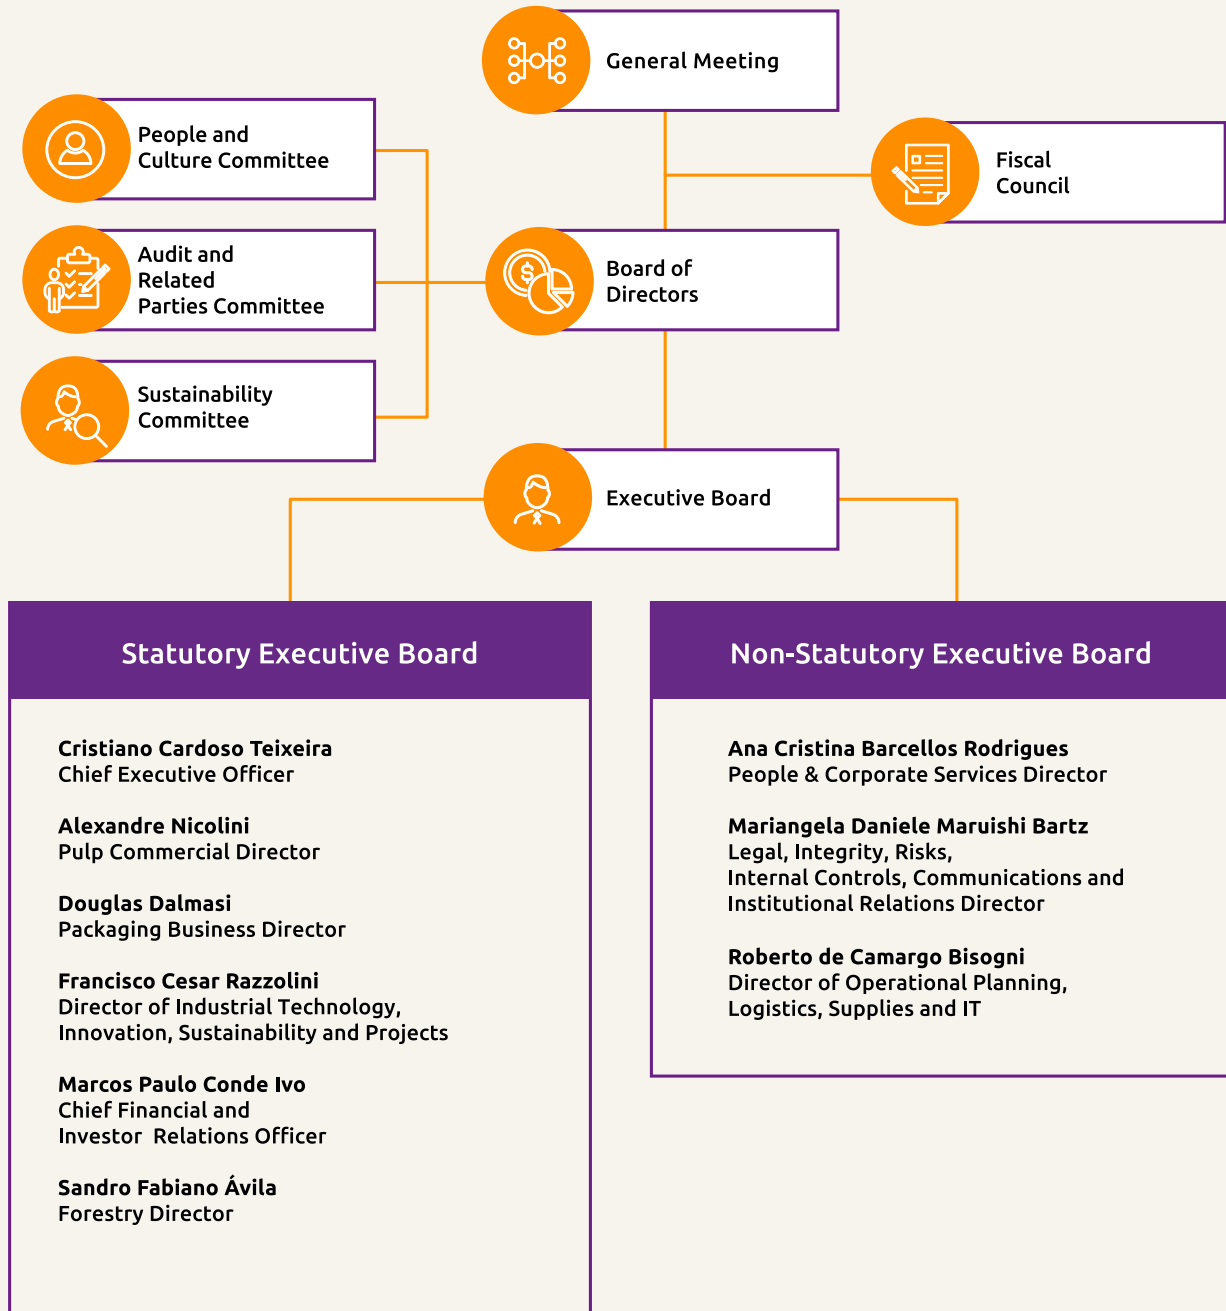 General Meeting
People and
Culture Committee
Fiscal
Council
Audit and
Related
Parties Committee
Board of
Directors
Sustainability
Committee
Executive Board
Statutory Executive Board
Cristiano Cardoso Teixeira
Chief Executive Officer
Alexandre Nicolini
Pulp Commercial Director
Douglas Dalmasi
Packaging Business Director
Francisco Cesar Razzolini
Director of Industrial Technology,
Innovation, Sustainability and Projects
Marcos Paulo Conde Ivo
Chief Financial and
Investor Relations Officer
Sandro Fabiano Ávila
Forestry Director
Non-Statutory Executive Board
Ana Cristina Barcellos Rodrigues
People & Corporate Services Director
Mariangela Daniele Maruishi Bartz
Legal, Integrity, Risks,
Internal Controls, Communications and
Institutional Relations Director
Roberto de Camargo Bisogni
Director of Operational Planning,
Logistics, Supplies and IT